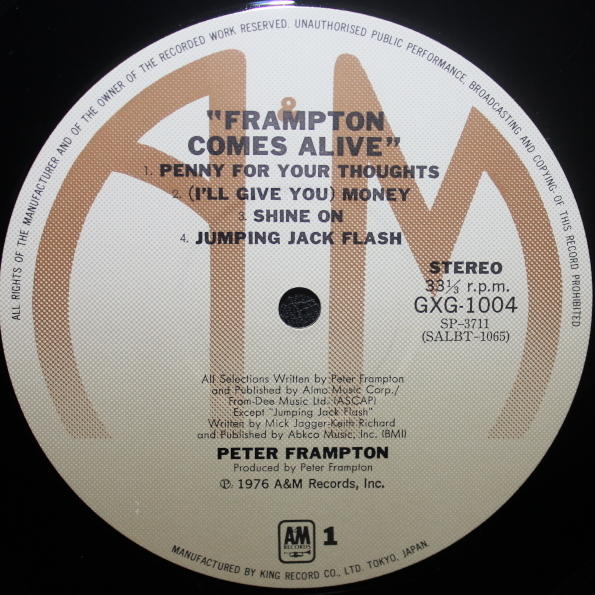 ALL RIGHTS OF THE MANUFACTURER AND OF THE OWNER OF THE RECORDED WORK RESERVED. UNAUTHORISED PUBLIC PERFORMANCE, BROADCASTING AND COPYING OF THIS RECORD PROHIBITED
A&M
"FRAMPTON
COMES ALIVE"
1. PENNY FOR YOUR THOUGHTS
2. (I'LL GIVE YOU) MONEY
3. SHINE ON
4. JUMPING JACK FLASH
STEREO
33⅓ r.p.m.
GXG-1004
SP-3711
(SALBT-1065)
All Selections Written by Peter Frampton
and Published by Almo Music Corp./
Fram-Dee Music Ltd. (ASCAP)
Except "Jumping Jack Flash"
Written by Mick Jagger-Keith Richard
and Published by Abkco Music, Inc. (BMI)
PETER FRAMPTON
Produced by Peter Frampton
℗ 1976 A&M Records, Inc.
A&M
RECORDS
1
MANUFACTURED BY KING RECORD CO., LTD. TOKYO, JAPAN.